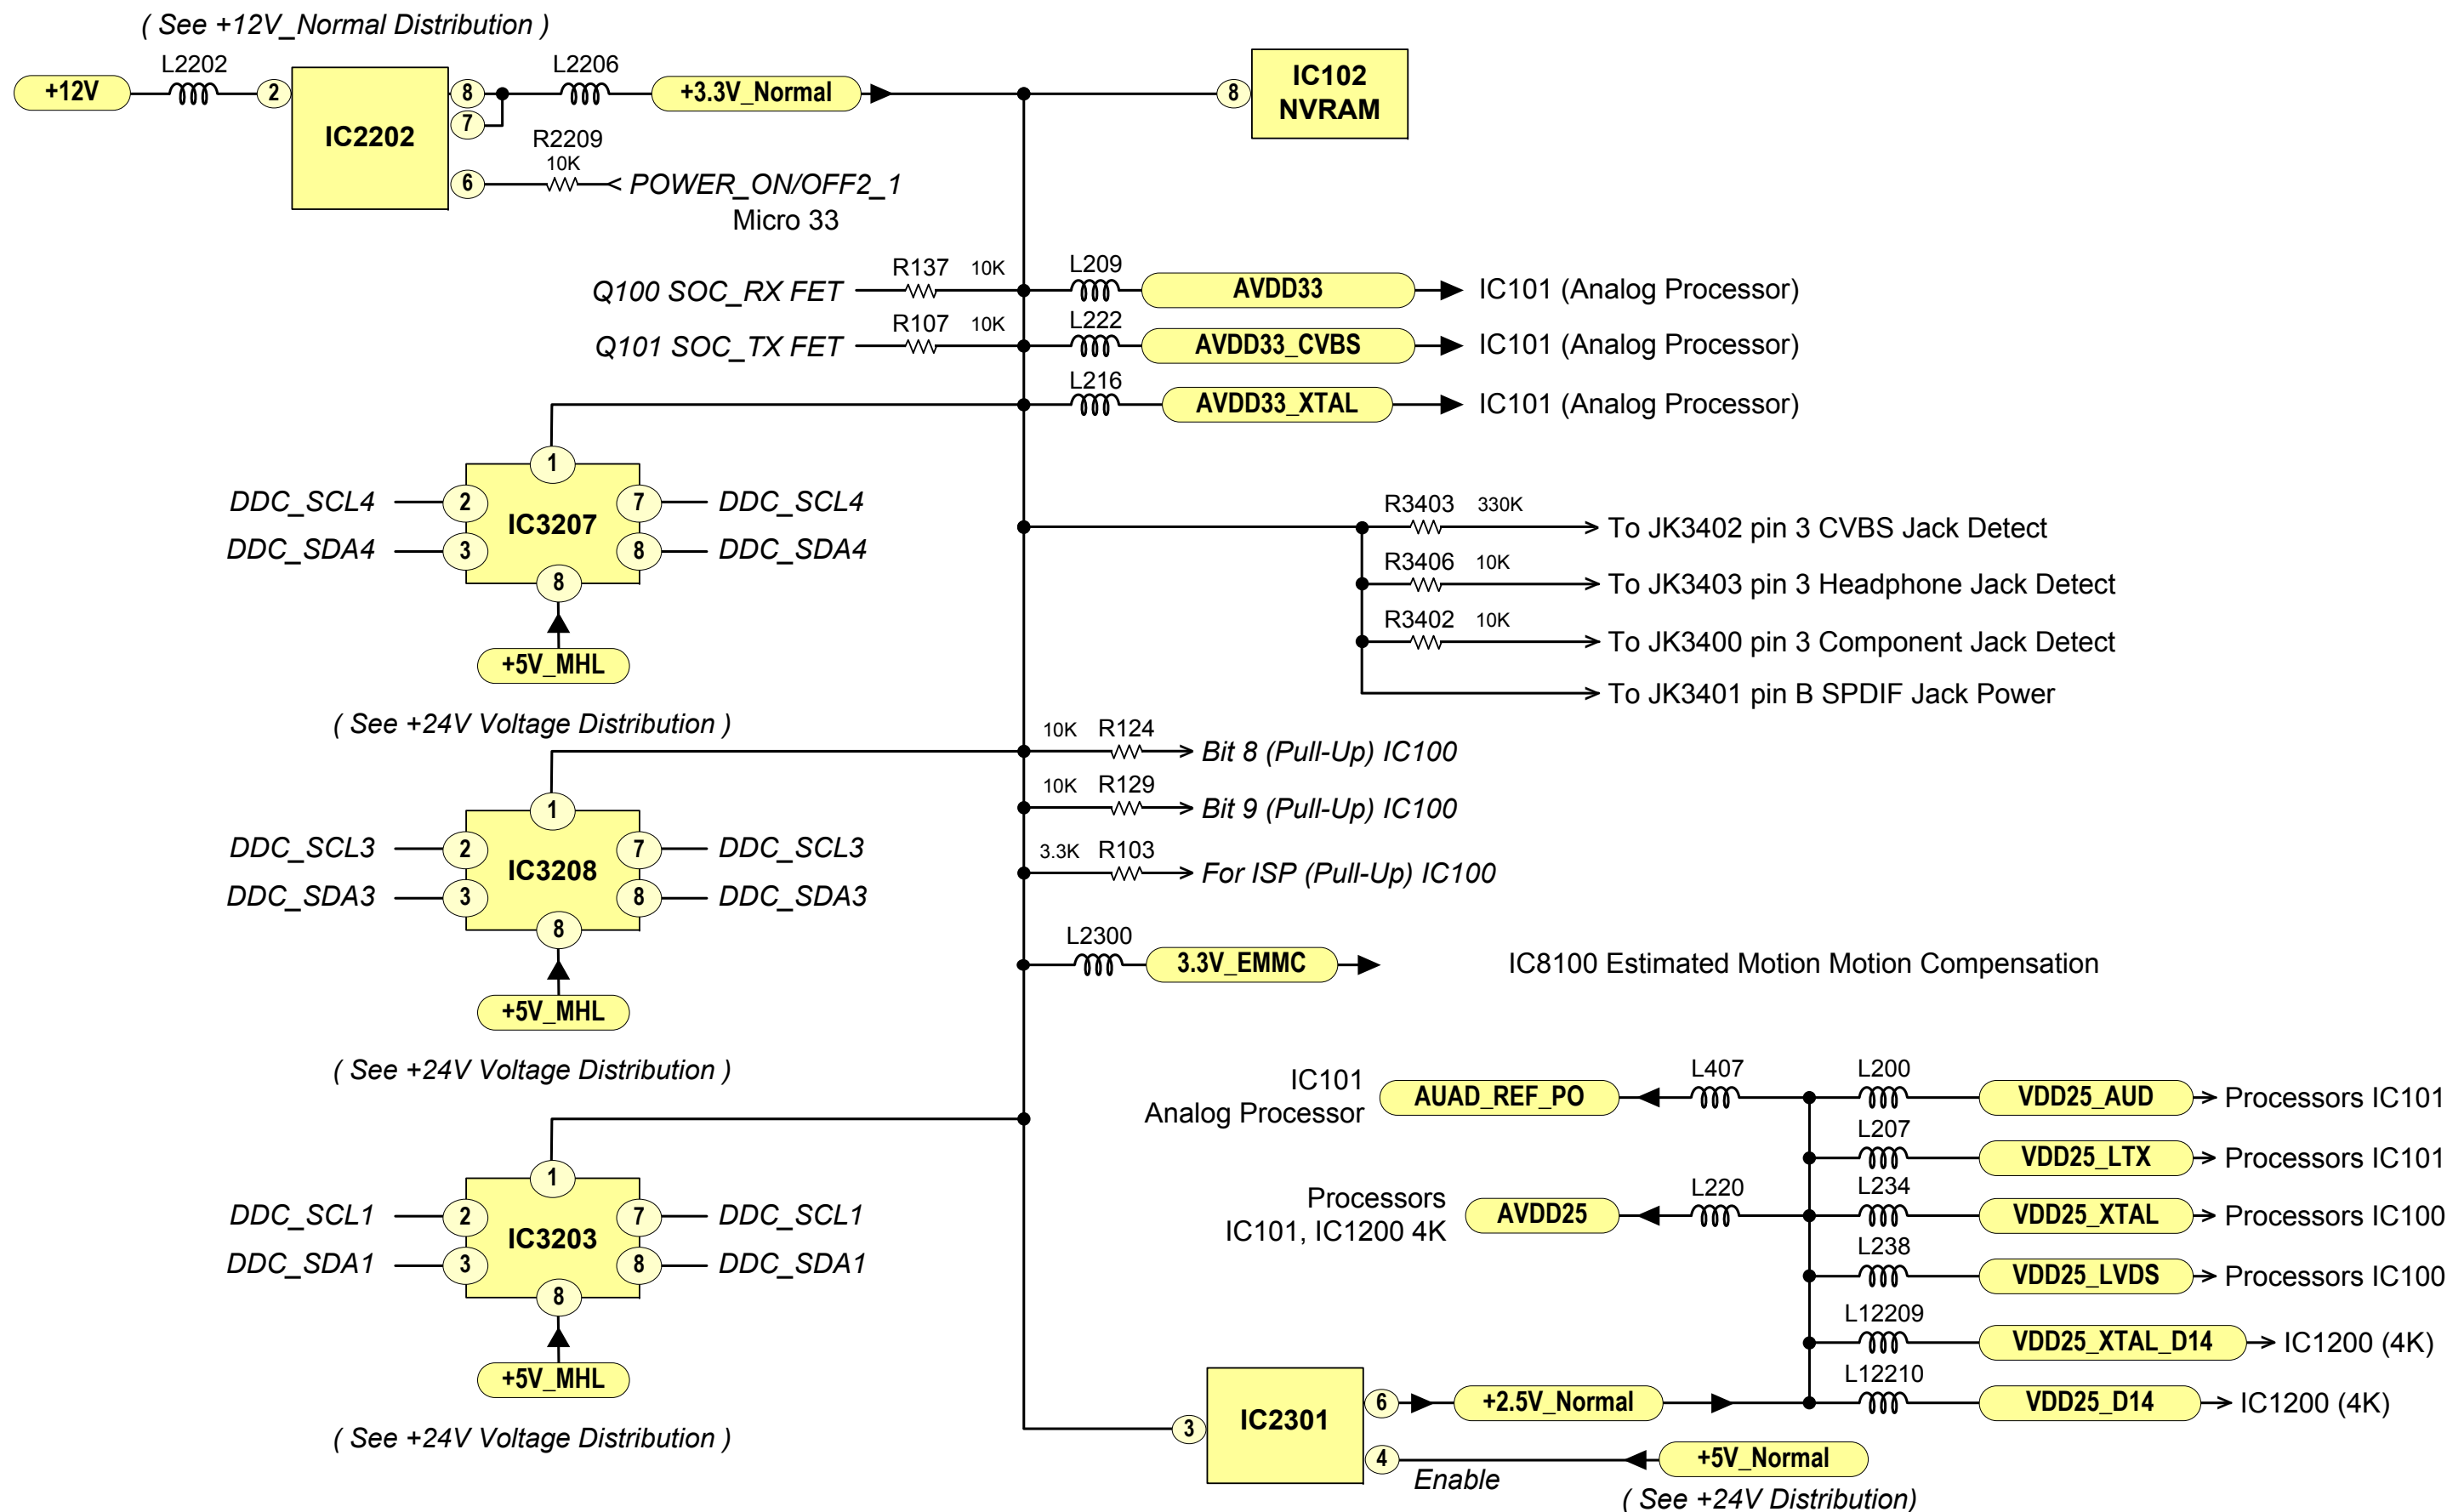 ( See +12V_Normal Distribution )
+12V
L2202
2
IC2202
8
7
6
L2206
+3.3V_Normal
R2209
10K
POWER_ON/OFF2_1
Micro 33
8
IC102
NVRAM
Q100 SOC_RX FET
R137 10K
L209
AVDD33
IC101 (Analog Processor)
Q101 SOC_TX FET
R107 10K
L222
AVDD33_CVBS
IC101 (Analog Processor)
L216
AVDD33_XTAL
IC101 (Analog Processor)
1
DDC_SCL4
2
IC3207
7
DDC_SCL4
DDC_SDA4
3
8
DDC_SDA4
8
+5V_MHL
( See +24V Voltage Distribution )
R3403 330K
To JK3402 pin 3 CVBS Jack Detect
R3406 10K
To JK3403 pin 3 Headphone Jack Detect
R3402 10K
To JK3400 pin 3 Component Jack Detect
To JK3401 pin B SPDIF Jack Power
10K R124
Bit 8 (Pull-Up) IC100
10K R129
Bit 9 (Pull-Up) IC100
3.3K R103
For ISP (Pull-Up) IC100
1
DDC_SCL3
2
IC3208
7
DDC_SCL3
DDC_SDA3
3
8
DDC_SDA3
8
+5V_MHL
( See +24V Voltage Distribution )
L2300
3.3V_EMMC
IC8100 Estimated Motion Motion Compensation
1
DDC_SCL1
2
IC3203
7
DDC_SCL1
DDC_SDA1
3
8
DDC_SDA1
8
+5V_MHL
( See +24V Voltage Distribution )
IC101
Analog Processor
AUAD_REF_PO
L407
L200
VDD25_AUD
Processors IC101
L207
VDD25_LTX
Processors IC101
Processors
IC101, IC1200 4K
AVDD25
L220
L234
VDD25_XTAL
Processors IC100
L238
VDD25_LVDS
Processors IC100
L12209
VDD25_XTAL_D14
IC1200 (4K)
L12210
VDD25_D14
IC1200 (4K)
3
IC2301
6
+2.5V_Normal
4
Enable
+5V_Normal
( See +24V Distribution)